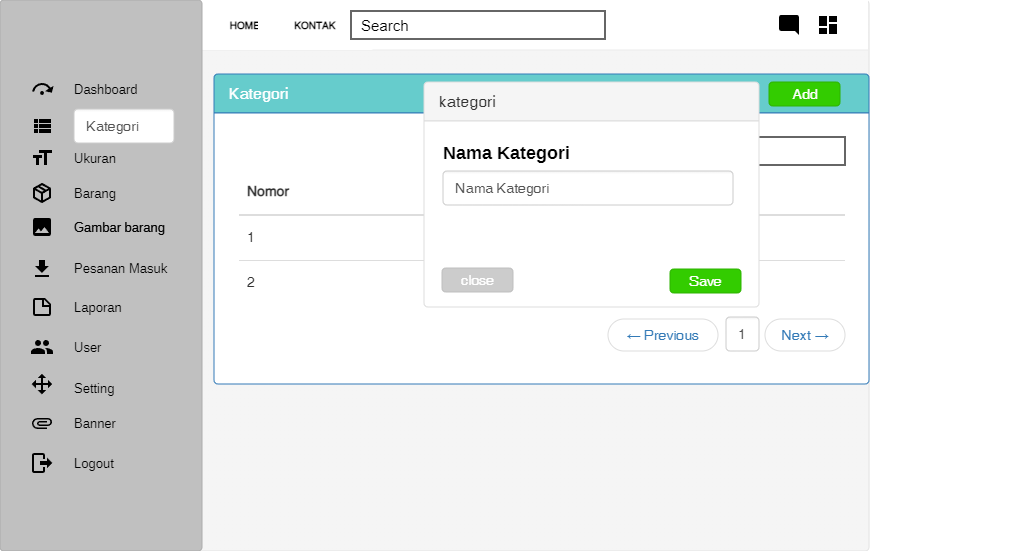 HOME
KONTAK
Search
Dashboard
Kategori
Ukuran
Barang
Gambar barang
Pesanan Masuk
Laporan
User
Setting
Banner
Logout
Kategori
Add
kategori
Nama Kategori
Nama Kategori
close
Save
Nomor
1
2
← Previous
1
Next →